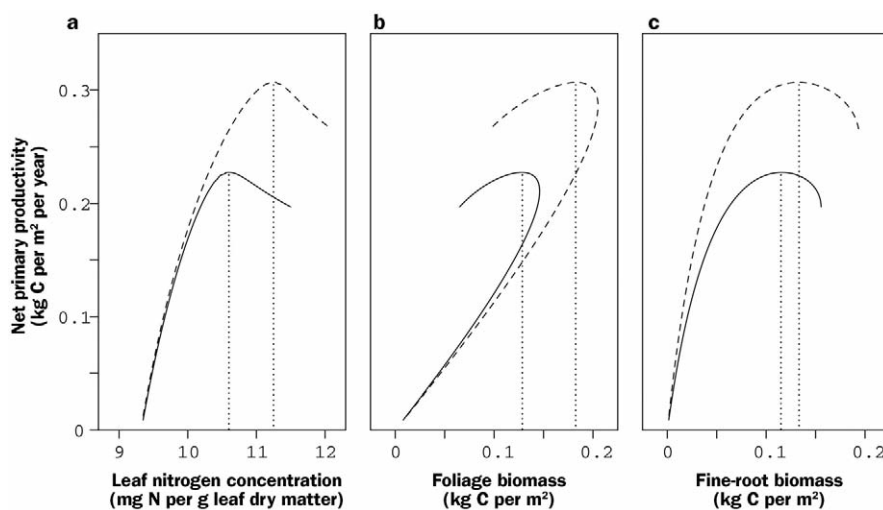 a
b
c
Net primary productivity
(kg C per m² per year)
0.3
0.2
0.1
0
9
10
11
12
0
0.1
0.2
0
0.1
0.2
Leaf nitrogen concentration
(mg N per g leaf dry matter)
Foliage biomass
(kg C per m²)
Fine-root biomass
(kg C per m²)